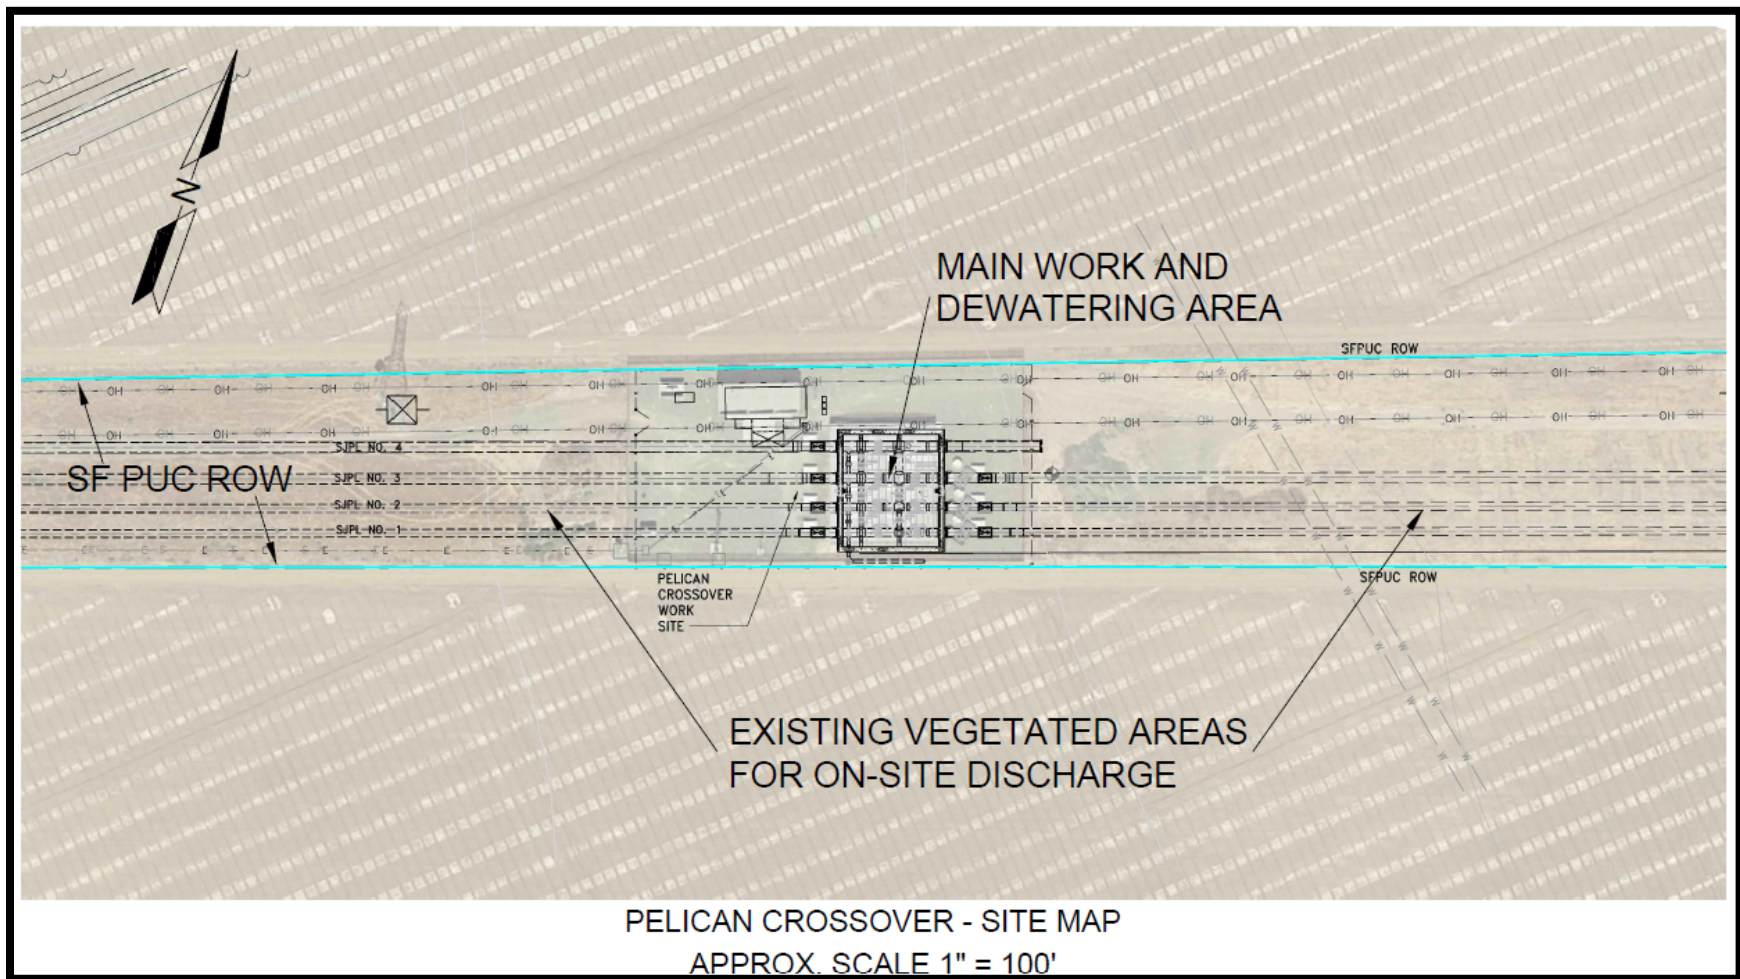 N
MAIN WORK AND
DEWATERING AREA
SFPUC ROW
SF PUC ROW
SJPL NO. 4
SJPL NO. 3
SJPL NO. 2
SJPL NO. 1
PELICAN
CROSSOVER
WORK
SITE
SFPUC ROW
EXISTING VEGETATED AREAS
FOR ON-SITE DISCHARGE
PELICAN CROSSOVER - SITE MAP
APPROX. SCALE 1" = 100'